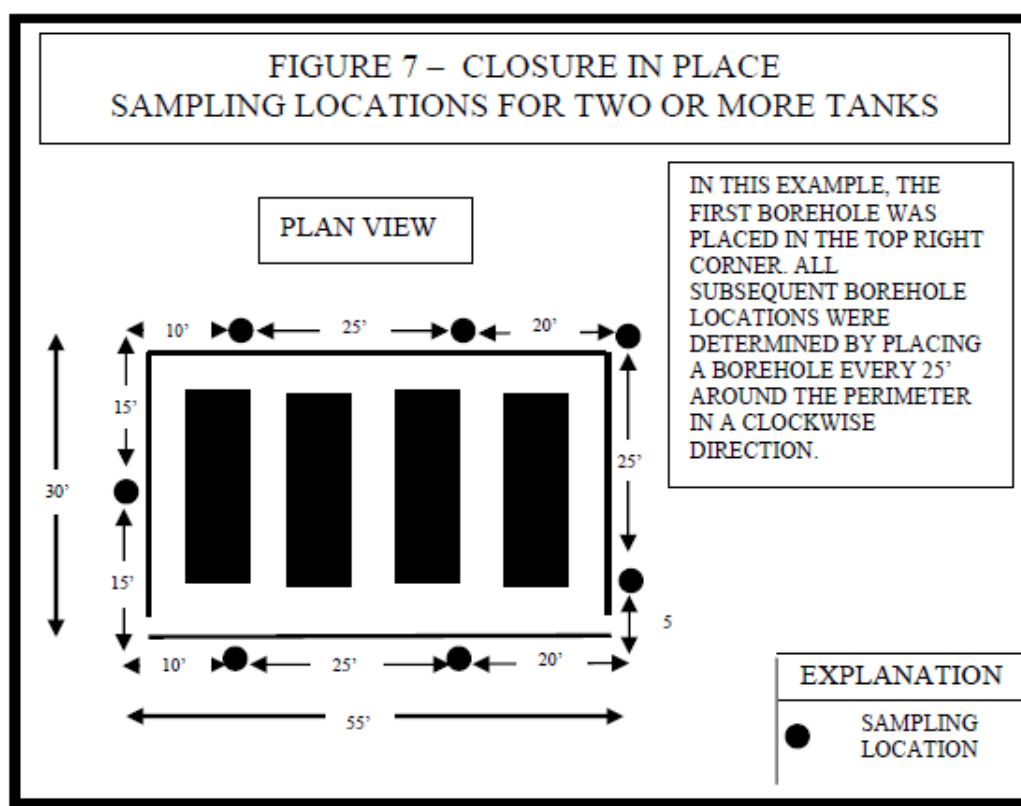 FIGURE 7 – CLOSURE IN PLACE
SAMPLING LOCATIONS FOR TWO OR MORE TANKS
PLAN VIEW
IN THIS EXAMPLE, THE
FIRST BOREHOLE WAS
PLACED IN THE TOP RIGHT
CORNER. ALL
SUBSEQUENT BOREHOLE
LOCATIONS WERE
DETERMINED BY PLACING
A BOREHOLE EVERY 25’
AROUND THE PERIMETER
IN A CLOCKWISE
DIRECTION.
10’ 25’ 20’
15’
25’
30’
15’
5
10’ 25’ 20’
55’
EXPLANATION
SAMPLING
LOCATION